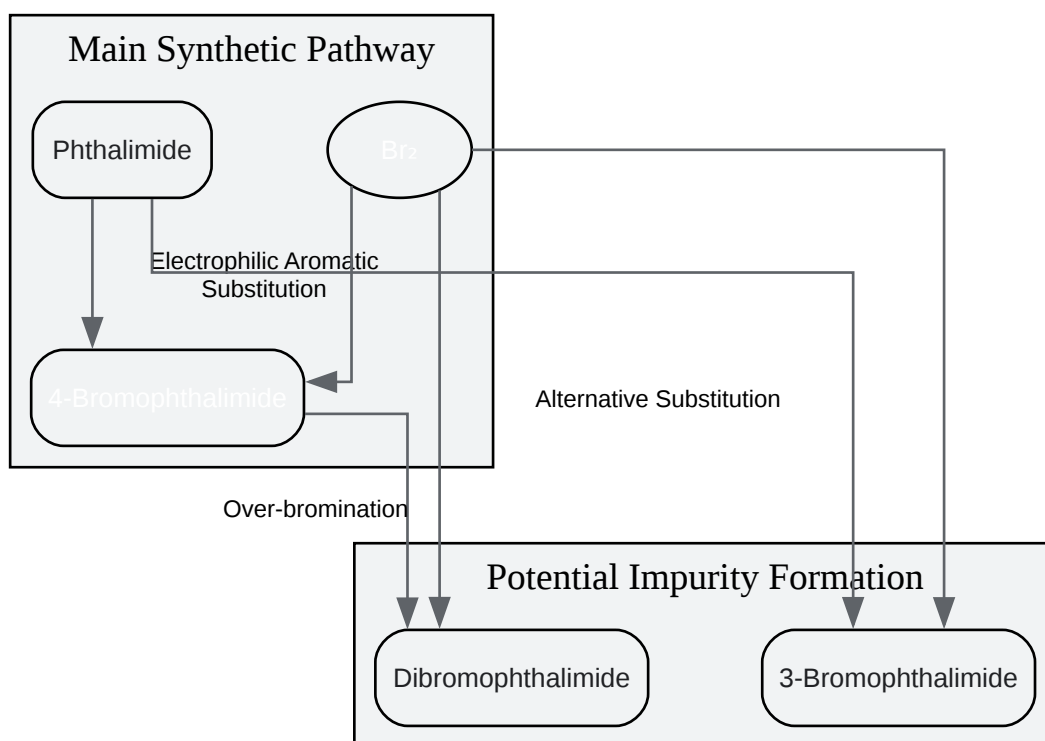 Main Synthetic Pathway
Phthalimide
Br₂
Electrophilic Aromatic
Substitution
4-Bromophthalimide
Alternative Substitution
Over-bromination
Potential Impurity Formation
Dibromophthalimide
3-Bromophthalimide